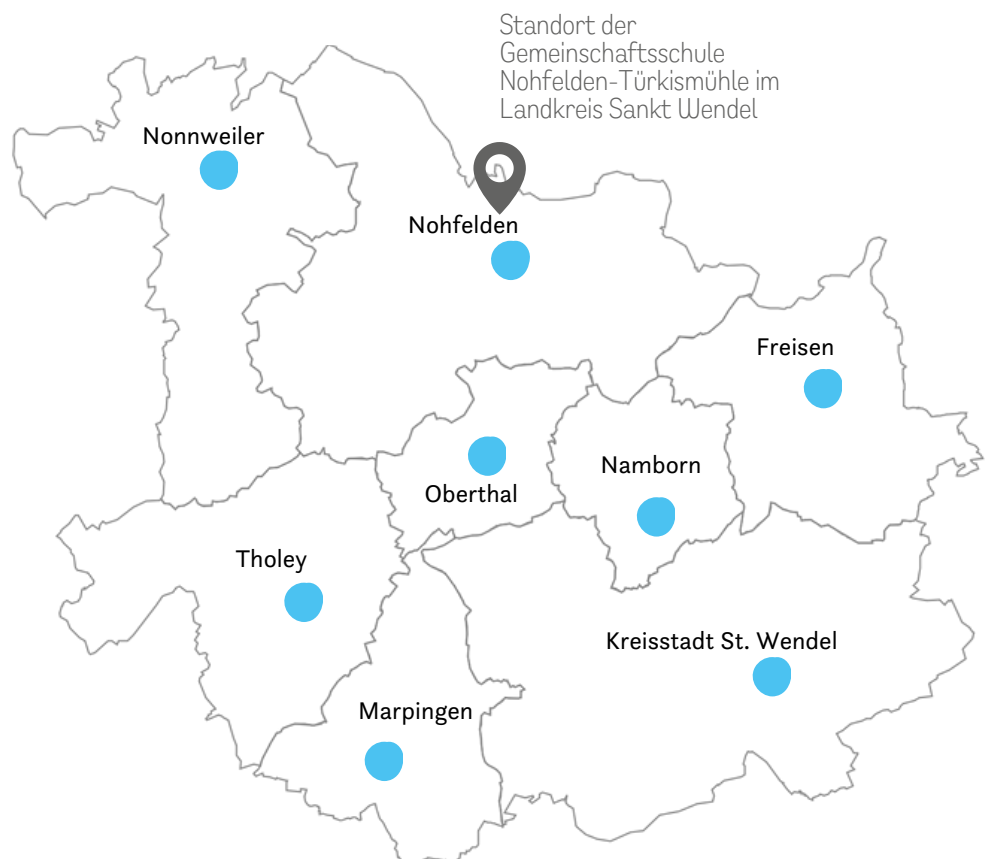 Standort der
Gemeinschaftsschule
Nohfelden-Türkismühle im
Landkreis Sankt Wendel
Nonnweiler
Nohfelden
Freisen
Namborn
Oberthal
Tholey
Kreisstadt St. Wendel
Marpingen